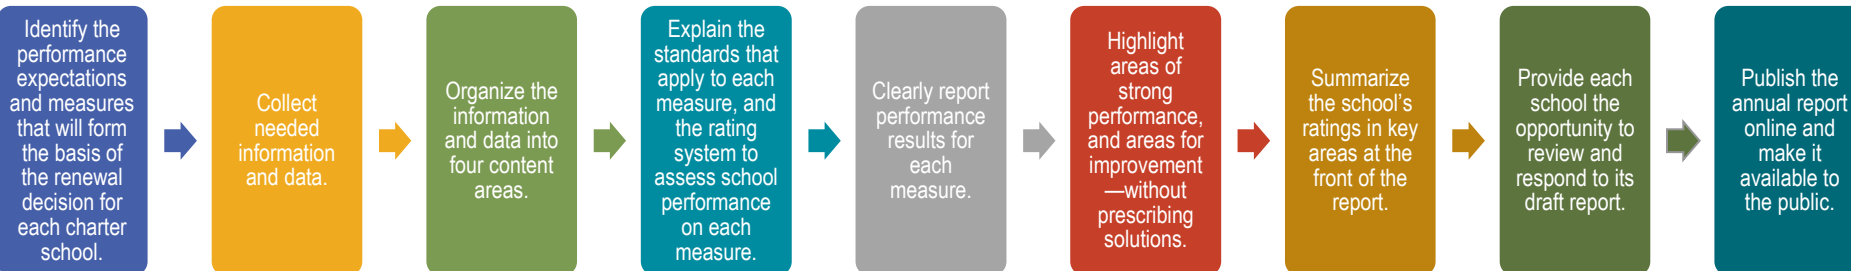 Identify the
performance
expectations
and measures
that will form
the basis of
the renewal
decision for
each charter
school.
Collect
needed
information
and data.
Organize the
information
and data into
four content
areas.
Explain the
standards that
apply to each
measure, and
the rating
system to
assess school
performance
on each
measure.
Clearly report
performance
results for
each
measure.
Highlight
areas of
strong
performance,
and areas for
improvement
—without
prescribing
solutions.
Summarize
the school’s
ratings in key
areas at the
front of the
report.
Provide each
school the
opportunity to
review and
respond to its
draft report.
Publish the
annual report
online and
make it
available to
the public.